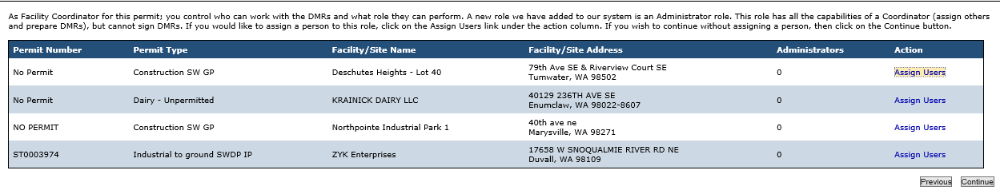 As Facility Coordinator for this permit; you control who can work with the DMRs and what role they can perform. A new role we have added to our system is an Administrator role. This role has all the capabilities of a Coordinator (assign others
and prepare DMRs), but cannot sign DMRs. If you would like to assign a person to this role, click on the Assign Users link under the action column. If you wish to continue without assigning a person, then click on the Continue button.
Permit Number Permit Type Facility/Site Name Facility/Site Address Administrators Action
No Permit Construction SW GP Deschutes Heights - Lot 40 79th Ave SE & Riverview Court SE 0 Assign Users
Tumwater, WA 98502
No Permit Dairy - Unpermitted KRAINICK DAIRY LLC 40129 236TH AVE SE 0 Assign Users
Enumclaw, WA 98022-8607
NO PERMIT Construction SW GP Northpointe Industrial Park 1 40th ave ne 0 Assign Users
Marysville, WA 98271
ST0003974 Industrial to ground SWDP IP ZYK Enterprises 17658 W SNOQUALMIE RIVER RD NE 0 Assign Users
Duvall, WA 98109
Previous Continue